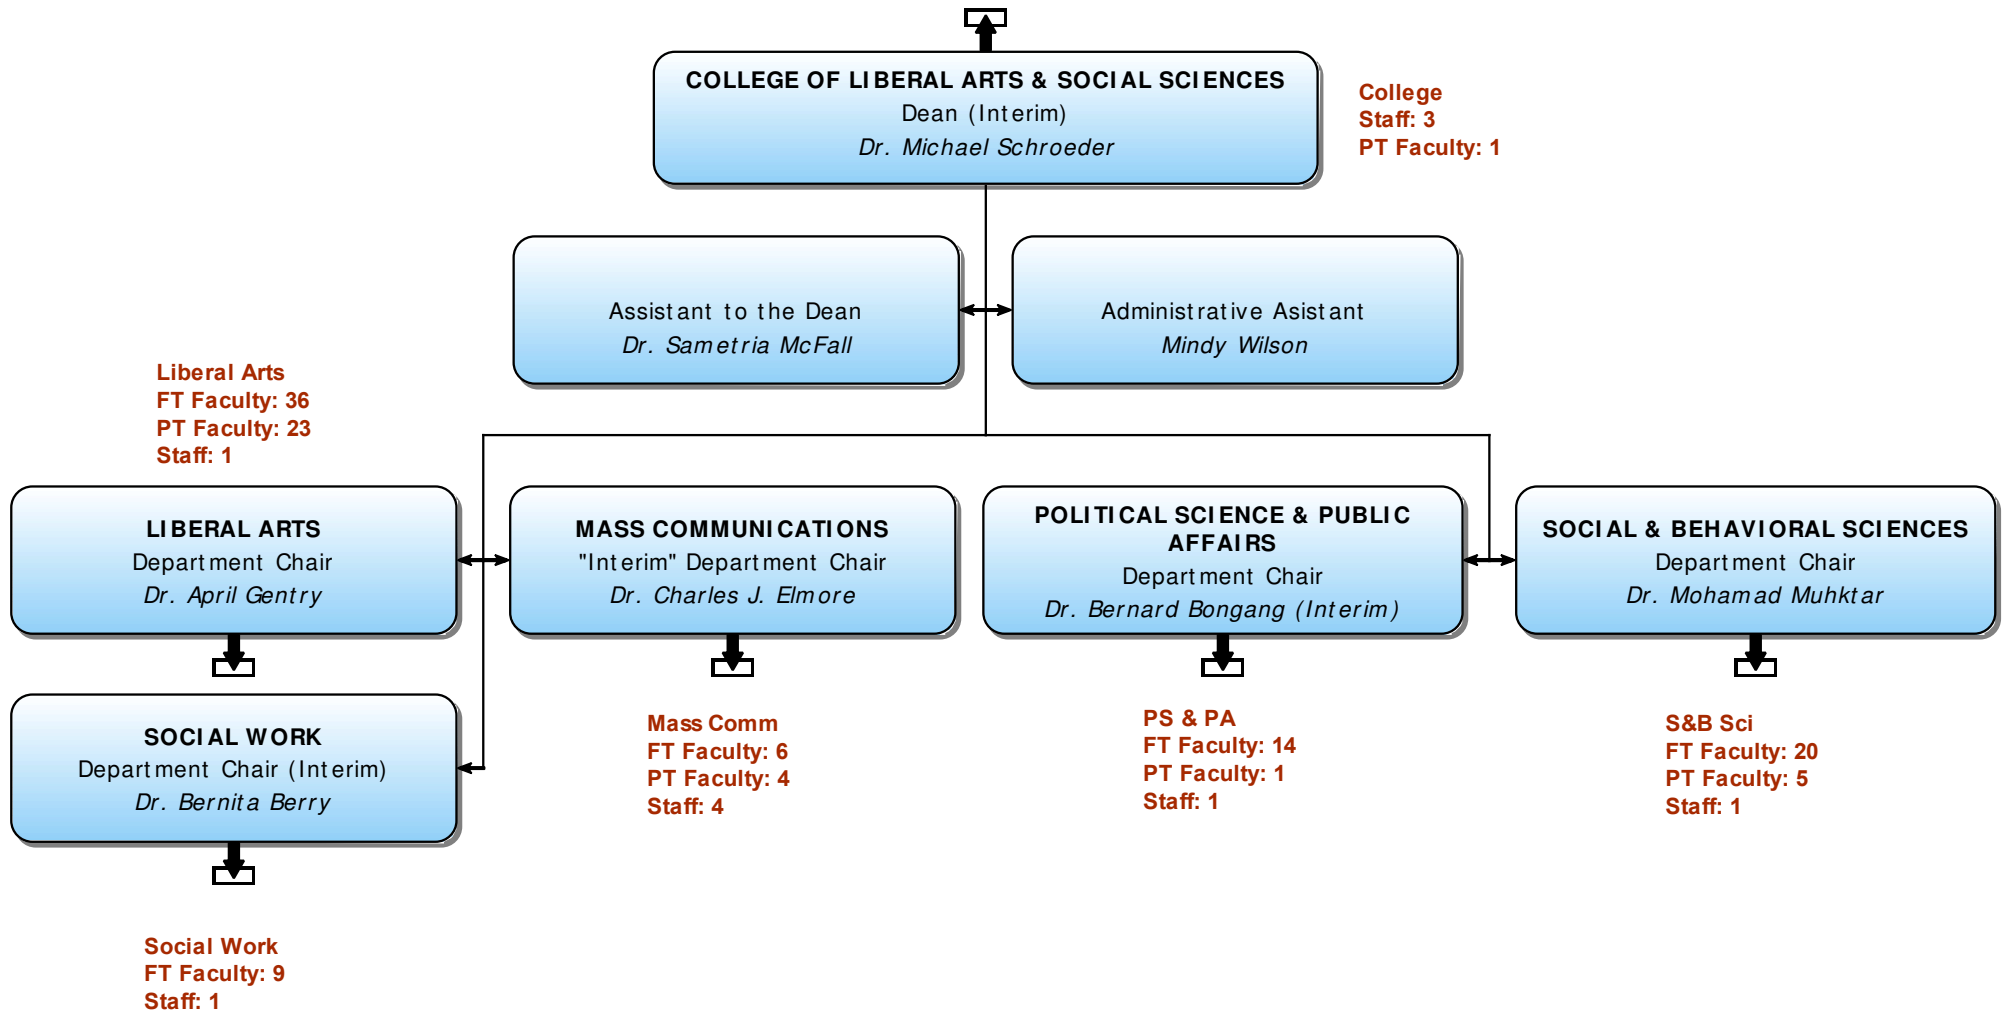 COLLEGE OF LIBERAL ARTS & SOCIAL SCIENCES
Dean (Interim)
Dr. Michael Schroeder
College
Staff: 3
PT Faculty: 1
Assistant to the Dean
Dr. Sametria McFall
Administrative Asistant
Mindy Wilson
Liberal Arts
FT Faculty: 36
PT Faculty: 23
Staff: 1
LIBERAL ARTS
Department Chair
Dr. April Gentry
MASS COMMUNICATIONS
"Interim" Department Chair
Dr. Charles J. Elmore
POLITICAL SCIENCE & PUBLIC
AFFAIRS
Department Chair
Dr. Bernard Bongang (Interim)
SOCIAL & BEHAVIORAL SCIENCES
Department Chair
Dr. Mohamad Muhktar
SOCIAL WORK
Department Chair (Interim)
Dr. Bernita Berry
Mass Comm
FT Faculty: 6
PT Faculty: 4
Staff: 4
PS & PA
FT Faculty: 14
PT Faculty: 1
Staff: 1
S&B Sci
FT Faculty: 20
PT Faculty: 5
Staff: 1
Social Work
FT Faculty: 9
Staff: 1